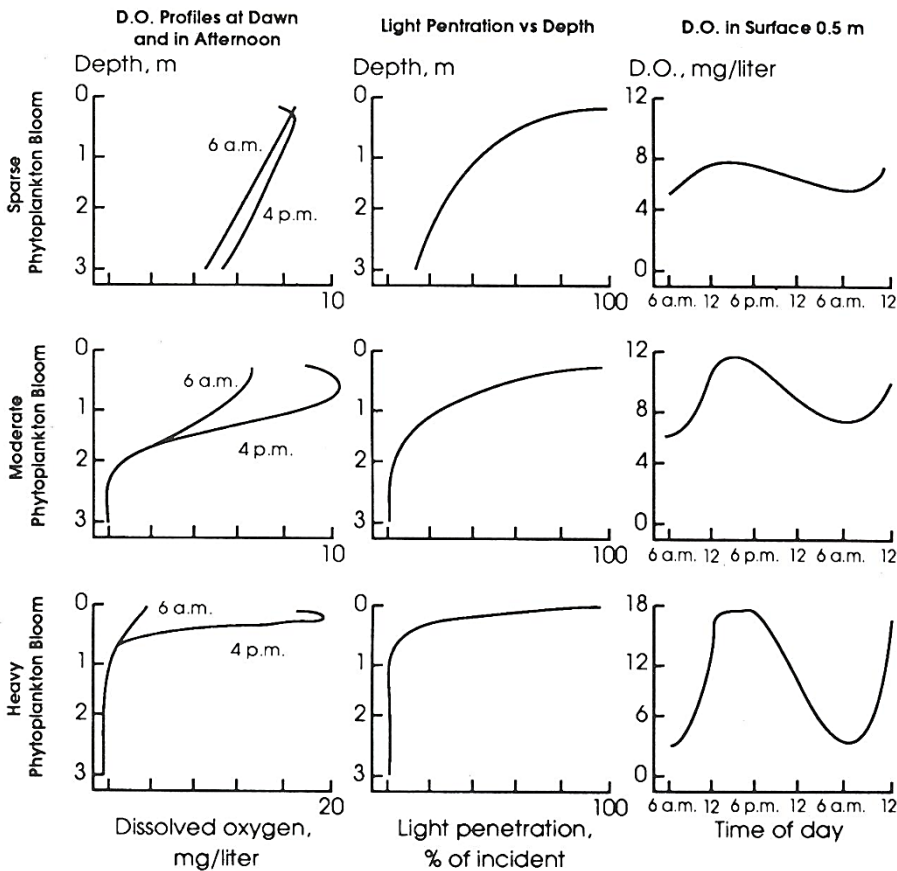 D.O. Profiles at Dawn
and in Afternoon
Light Pentration vs Depth
D.O. in Surface 0.5 m
Sparse
Phytoplankton Bloom
Depth, m
0
1
2
3
6 a.m.
4 p.m.
10
Depth, m
0
1
2
3
100
D.O., mg/liter
12
8
4
0
6 a.m. 12 6 p.m. 12 6 a.m. 12
Moderate
Phytoplankton Bloom
0
1
2
3
6 a.m.
4 p.m.
10
0
1
2
3
100
12
8
4
0
6 a.m. 12 6 p.m. 12 6 a.m. 12
Heavy
Phytoplankton Bloom
0
1
2
3
6 a.m.
4 p.m.
20
Dissolved oxygen,
mg/liter
0
1
2
3
100
Light penetration,
% of incident
18
12
6
0
6 a.m. 12 6 p.m. 12 6 a.m. 12
Time of day